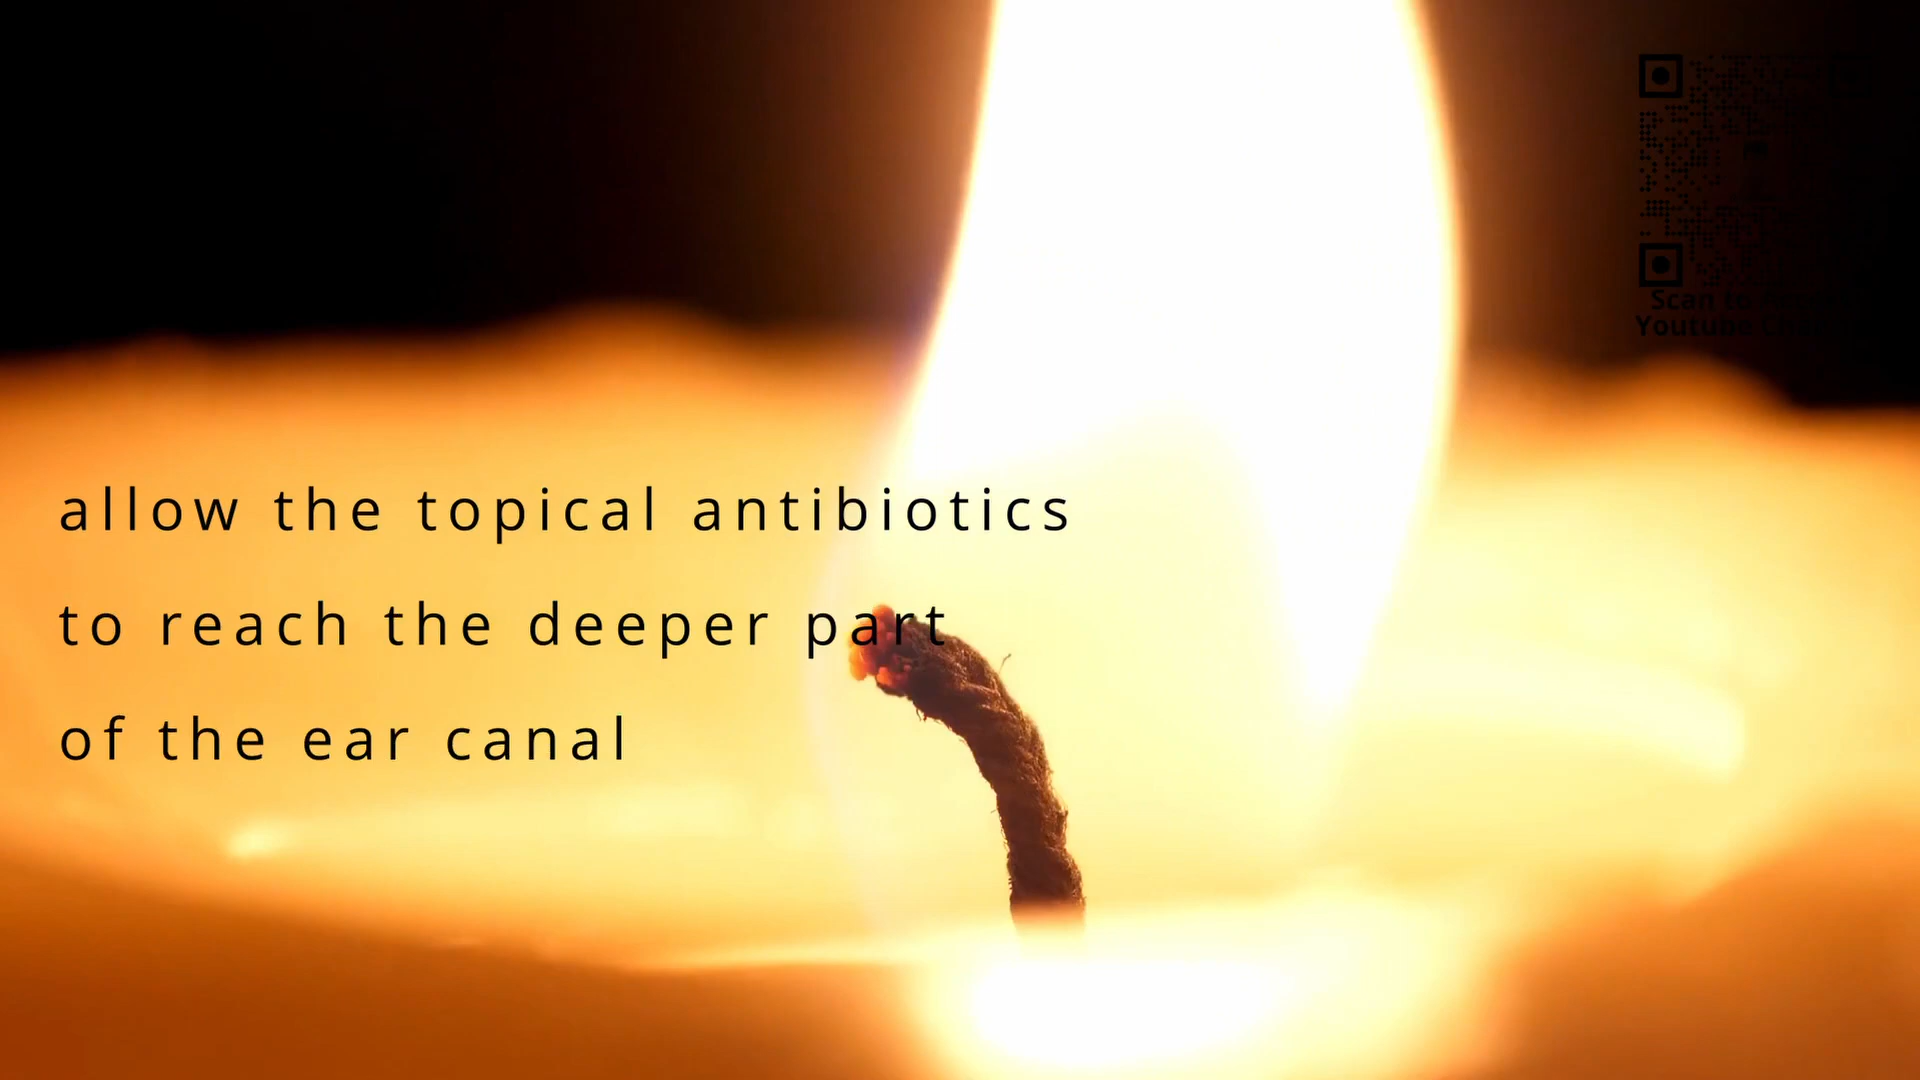 allow the topical antibiotics
to reach the deeper part
of the ear canal
Scan to
Youtube